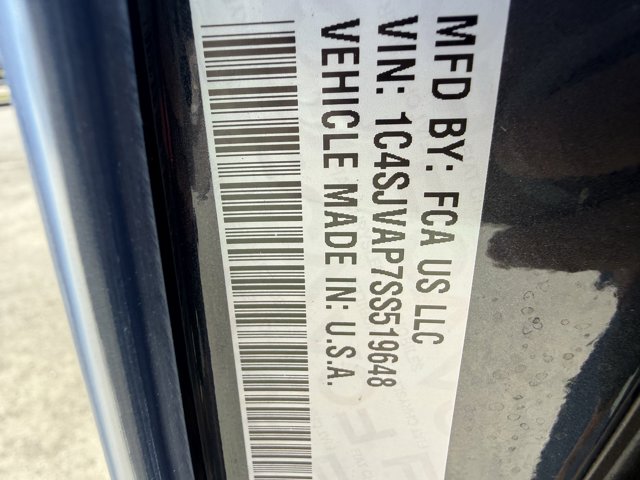 MFD BY: FCA US LLC
VIN: 1C4SJVAP7SS519648
VEHICLE MADE IN: U.S.A.